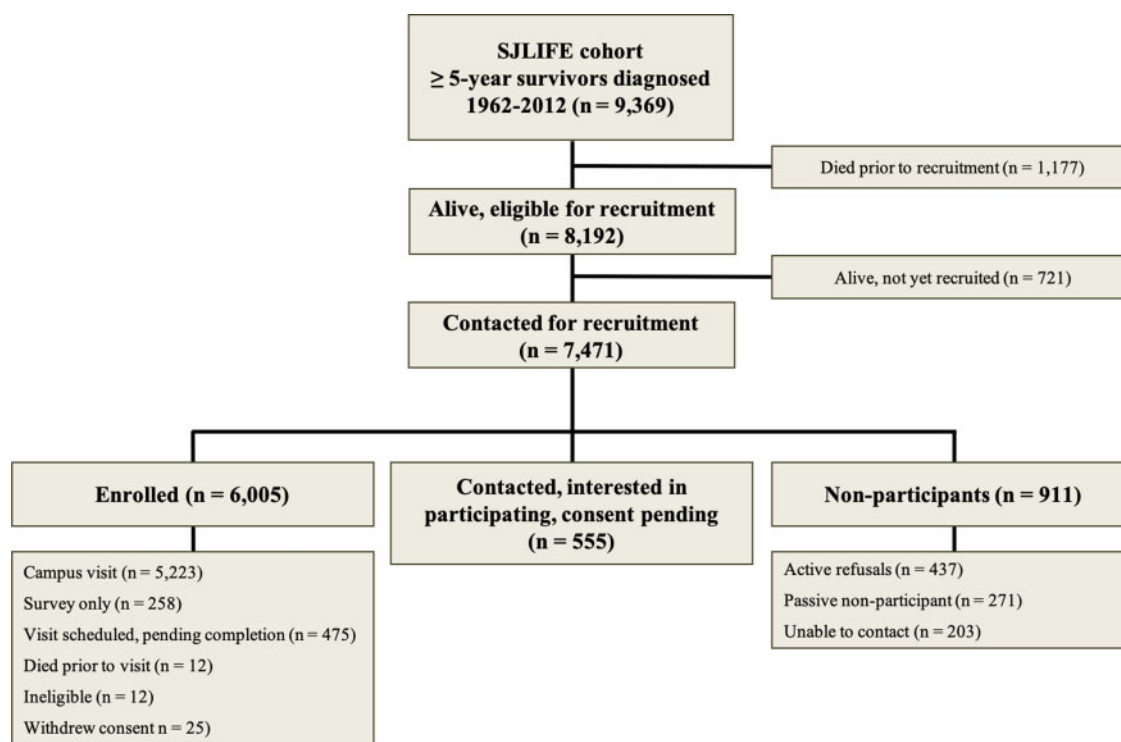 SJLIFE cohort
≥ 5-year survivors diagnosed
1962-2012 (n = 9,369)
Died prior to recruitment (n = 1,177)
Alive, eligible for recruitment
(n = 8,192)
Alive, not yet recruited (n = 721)
Contacted for recruitment
(n = 7,471)
Enrolled (n = 6,005)
Contacted, interested in
participating, consent pending
(n = 555)
Non-participants (n = 911)
Campus visit (n = 5,223)
Survey only (n = 258)
Visit scheduled, pending completion (n = 475)
Died prior to visit (n = 12)
Ineligible (n = 12)
Withdrew consent n = 25)
Active refusals (n = 437)
Passive non-participant (n = 271)
Unable to contact (n = 203)